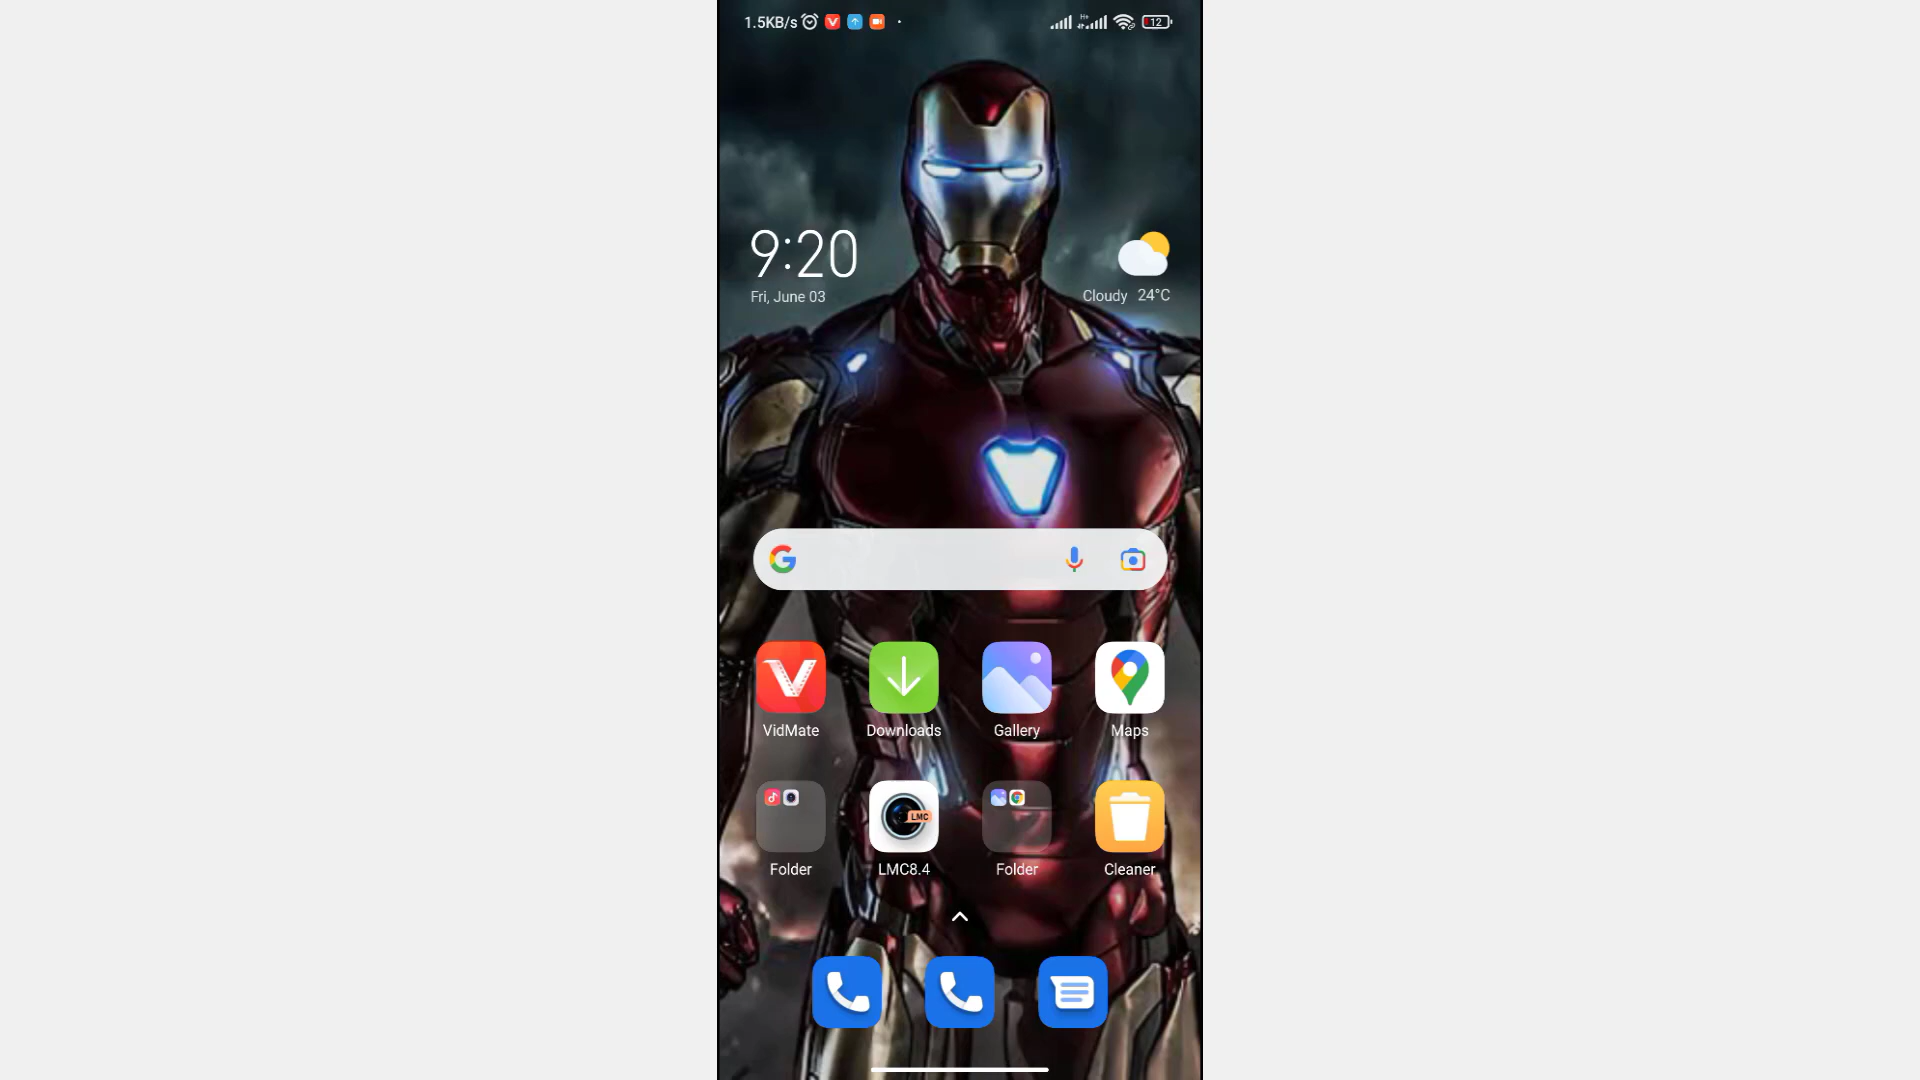 1.5KB/s
H+
12
9:20
Fri, June 03
Cloudy 24°C
VidMate
Downloads
Gallery
Maps
LMC
Folder
LMC8.4
Folder
Cleaner